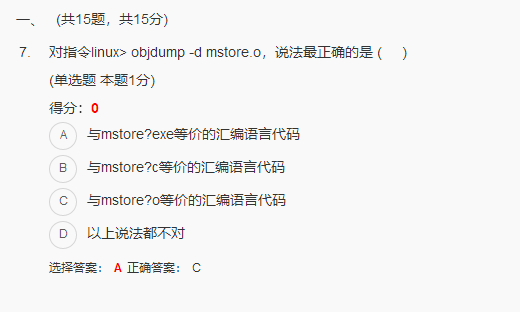 一、 (共15题，共15分)
7. 对指令linux> objdump -d mstore.o，说法最正确的是 ( )
(单选题 本题1分)
得分：0
A 与mstore?exe等价的汇编语言代码
B 与mstore?c等价的汇编语言代码
C 与mstore?o等价的汇编语言代码
D 以上说法都不对
选择答案： A 正确答案： C